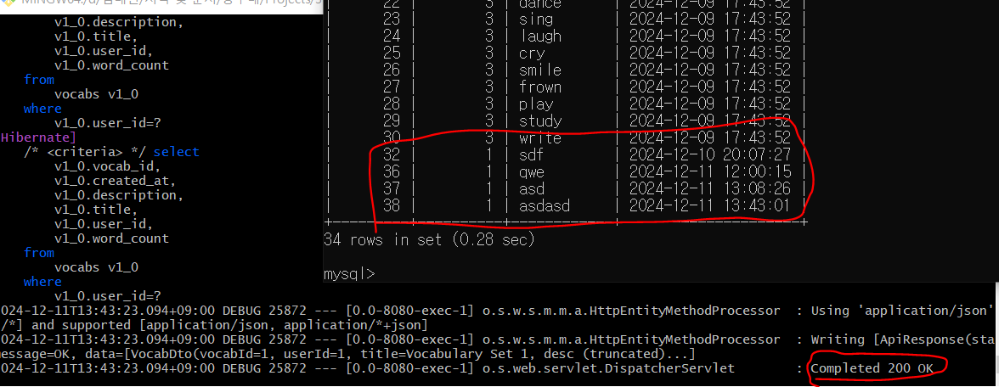 v1_0.description,
v1_0.title,
v1_0.user_id,
v1_0.word_count
from
vocabs v1_0
where
v1_0.user_id=?
Hibernate]
/* <criteria> */ select
v1_0.vocab_id,
v1_0.created_at,
v1_0.description,
v1_0.title,
v1_0.user_id,
v1_0.word_count
from
vocabs v1_0
where
v1_0.user_id=?
| 22 | 3 | dance | 2024-12-09 17:43:52 |
| 23 | 3 | sing | 2024-12-09 17:43:52 |
| 24 | 3 | laugh | 2024-12-09 17:43:52 |
| 25 | 3 | cry | 2024-12-09 17:43:52 |
| 26 | 3 | smile | 2024-12-09 17:43:52 |
| 27 | 3 | frown | 2024-12-09 17:43:52 |
| 28 | 3 | play | 2024-12-09 17:43:52 |
| 29 | 3 | study | 2024-12-09 17:43:52 |
| 30 | 3 | write | 2024-12-09 17:43:52 |
| 32 | 1 | sdf | 2024-12-10 20:07:27 |
| 36 | 1 | qwe | 2024-12-11 12:00:15 |
| 37 | 1 | asd | 2024-12-11 13:08:26 |
| 38 | 1 | asdasd | 2024-12-11 13:43:01 |
34 rows in set (0.28 sec)
mysql>
024-12-11T13:43:23.094+09:00 DEBUG 25872 --- [0.0-8080-exec-1] o.s.w.s.m.m.a.HttpEntityMethodProcessor : Using 'application/json'
/*] and supported [application/json, application/*+json]
024-12-11T13:43:23.094+09:00 DEBUG 25872 --- [0.0-8080-exec-1] o.s.w.s.m.m.a.HttpEntityMethodProcessor : Writing [ApiResponse(sta
essage=OK, data=[VocabDto(vocabId=1, userId=1, title=Vocabulary Set 1, desc (truncated)...]
024-12-11T13:43:23.094+09:00 DEBUG 25872 --- [0.0-8080-exec-1] o.s.web.servlet.DispatcherServlet : Completed 200 OK